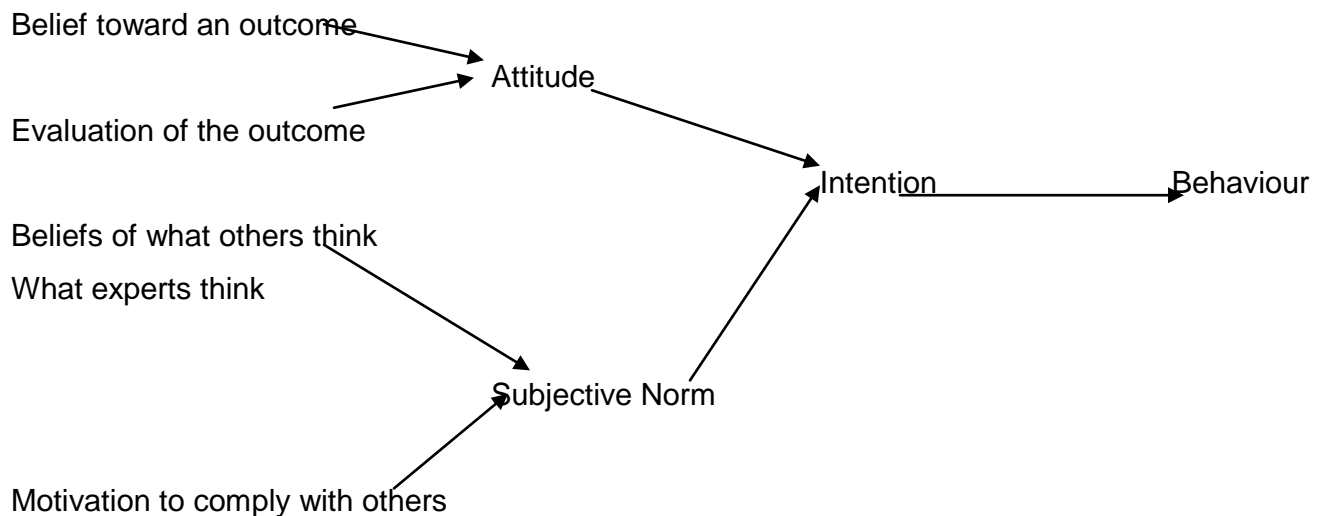 Belief toward an outcome
Attitude
Evaluation of the outcome
Intention
Behaviour
Beliefs of what others think
What experts think
Subjective Norm
Motivation to comply with others